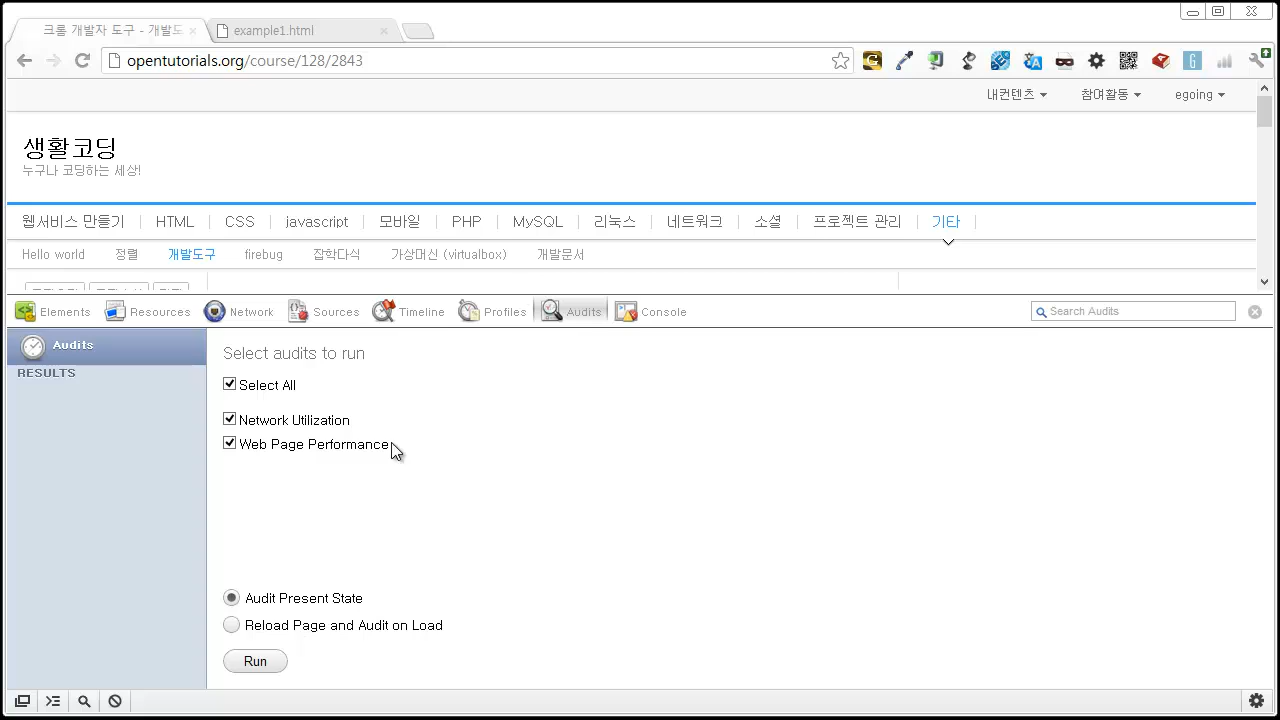 크롬 개발자 도구 - 개발도
example1.html
opentutorials.org/course/128/2843
내컨텐츠 참여활동 egoing
생활코딩
누구나 코딩하는 세상!
웹서비스 만들기 HTML CSS javascript 모바일 PHP MySQL 리눅스 네트워크 소셜 프로젝트 관리 기타
Hello world 정렬 개발도구 firebug 잡학다식 가상머신 (virtualbox) 개발문서
Elements Resources Network Sources Timeline Profiles Audits Console Search Audits
Audits
RESULTS
Select audits to run
Select All
Network Utilization
Web Page Performance
Audit Present State
Reload Page and Audit on Load
Run